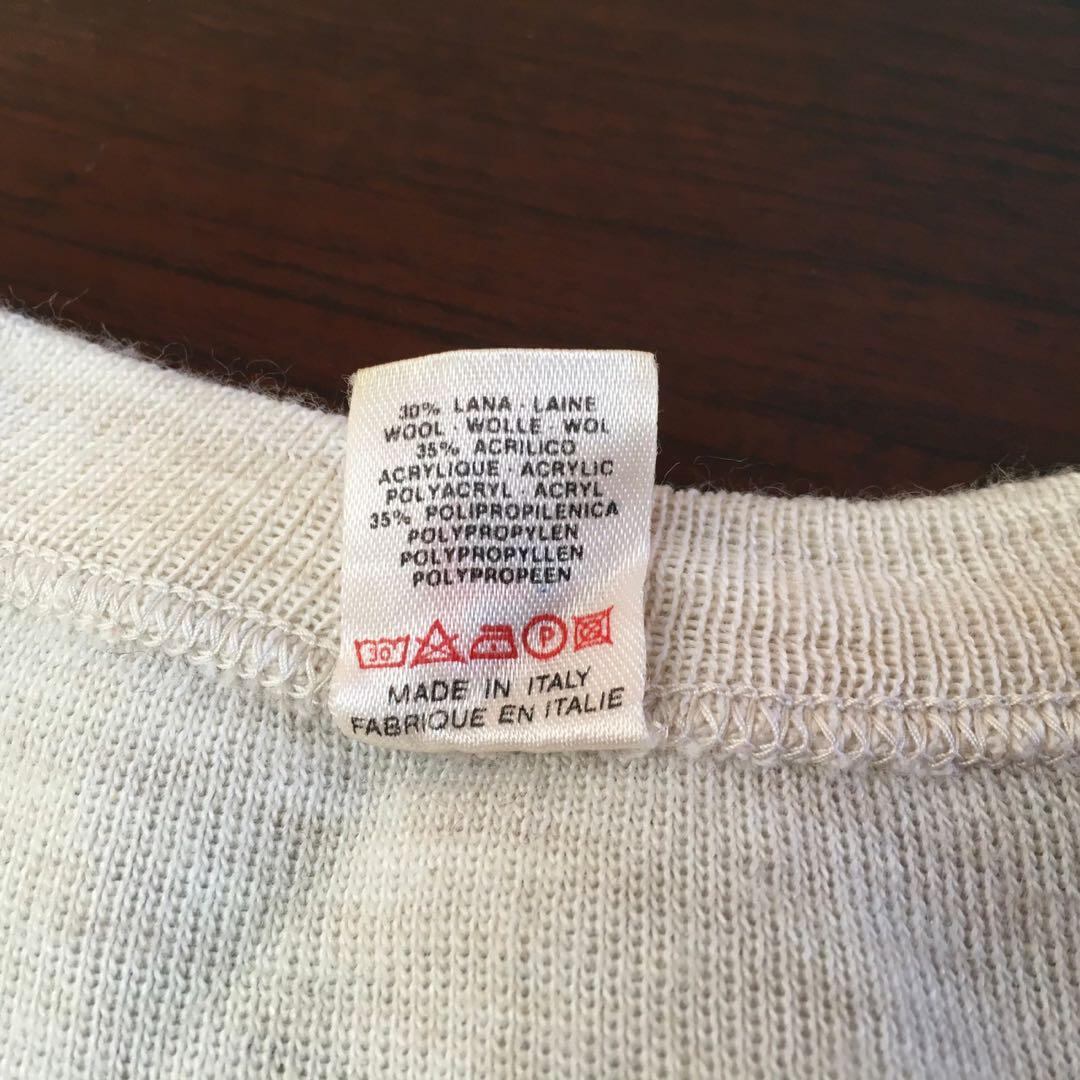 30% LANA · LAINE
WOOL · WOLLE · WOL
35% ACRILICO
ACRYLIQUE · ACRYLIC
POLYACRYL · ACRYL
35% POLIPROPILENICA
POLYPROPYLEN
POLYPROPYLLEN
POLYPROPEEN
30° P
MADE IN ITALY
FABRIQUE EN ITALIE